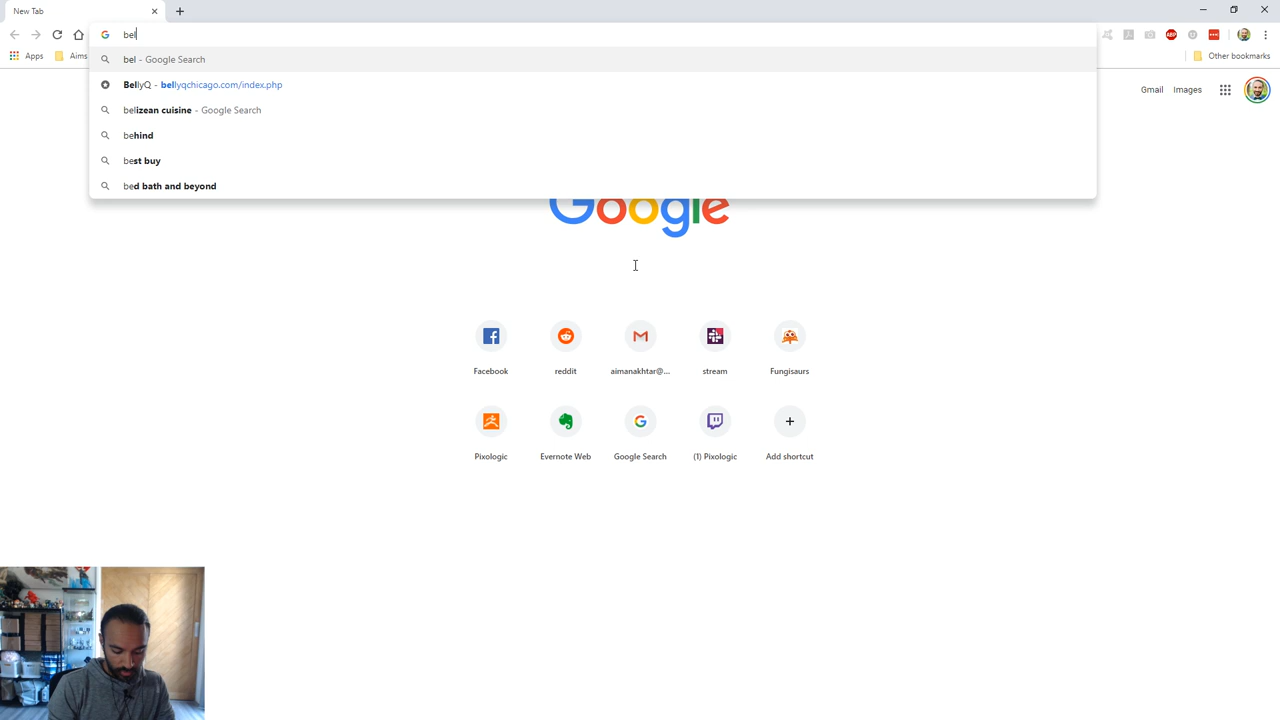 New Tab
bel
Apps
Aims
Other bookmarks
bel - Google Search
BellyQ - bellyqchicago.com/index.php
belizean cuisine - Google Search
behind
best buy
bed bath and beyond
Gmail Images
Google
Facebook reddit aimanakhtar@... stream Fungisaurs
Pixologic Evernote Web Google Search (1) Pixologic Add shortcut